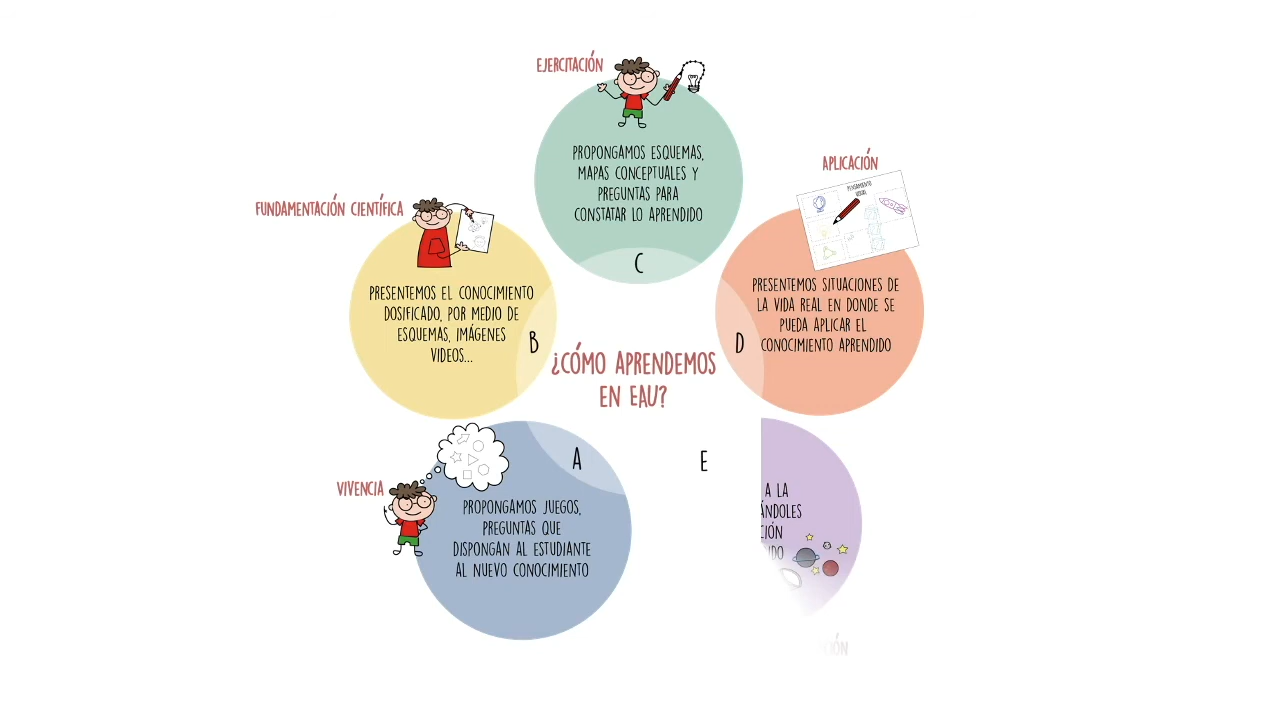 EJERCITACIÓN
PROPONGAMOS ESQUEMAS,
MAPAS CONCEPTUALES Y
PREGUNTAS PARA
CONSTATAR LO APRENDIDO
C
APLICACIÓN
PENSAMIENTO
VISUAL
PRESENTEMOS SITUACIONES DE
LA VIDA REAL EN DONDE SE
PUEDA APLICAR EL
CONOCIMIENTO APRENDIDO
D
FUNDAMENTACIÓN CIENTÍFICA
PRESENTEMOS EL CONOCIMIENTO
DOSIFICADO, POR MEDIO DE
ESQUEMAS, IMÁGENES
VIDEOS...
B
¿CÓMO APRENDEMOS
EN EAU?
VIVENCIA
A
PROPONGAMOS JUEGOS,
PREGUNTAS QUE
DISPONGAN AL ESTUDIANTE
AL NUEVO CONOCIMIENTO
E
A LA